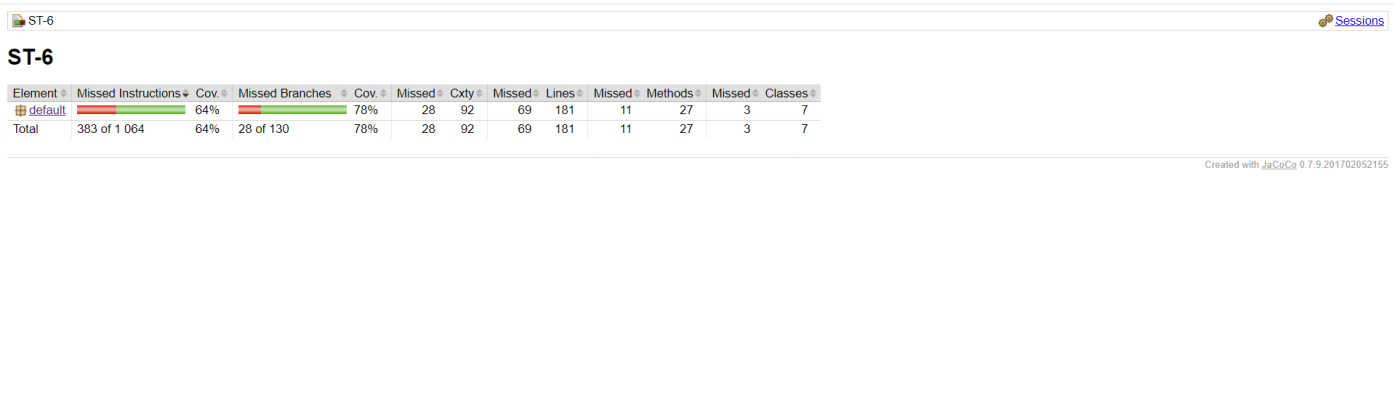 ST-6 Sessions
ST-6
Element Missed Instructions Cov. Missed Branches Cov. Missed Cxty Missed Lines Missed Methods Missed Classes
default 64% 78% 28 92 69 181 11 27 3 7
Total 383 of 1 064 64% 28 of 130 78% 28 92 69 181 11 27 3 7
Created with JaCoCo 0.7.9.201702052155